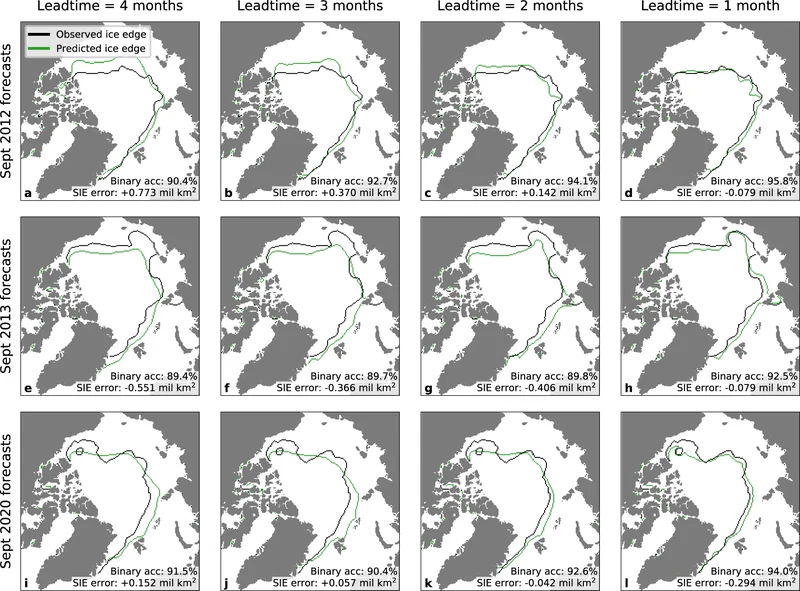 Leadtime = 4 months
Leadtime = 3 months
Leadtime = 2 months
Leadtime = 1 month
Observed ice edge
Predicted ice edge
Sept 2012 forecasts
a
Binary acc: 90.4%
SIE error: +0.773 mil km²
b
Binary acc: 92.7%
SIE error: +0.370 mil km²
c
Binary acc: 94.1%
SIE error: +0.142 mil km²
d
Binary acc: 95.8%
SIE error: -0.079 mil km²
Sept 2013 forecasts
e
Binary acc: 89.4%
SIE error: -0.551 mil km²
f
Binary acc: 89.7%
SIE error: -0.366 mil km²
g
Binary acc: 89.8%
SIE error: -0.406 mil km²
h
Binary acc: 92.5%
SIE error: -0.079 mil km²
Sept 2020 forecasts
i
Binary acc: 91.5%
SIE error: +0.152 mil km²
j
Binary acc: 90.4%
SIE error: +0.057 mil km²
k
Binary acc: 92.6%
SIE error: -0.042 mil km²
l
Binary acc: 94.0%
SIE error: -0.294 mil km²